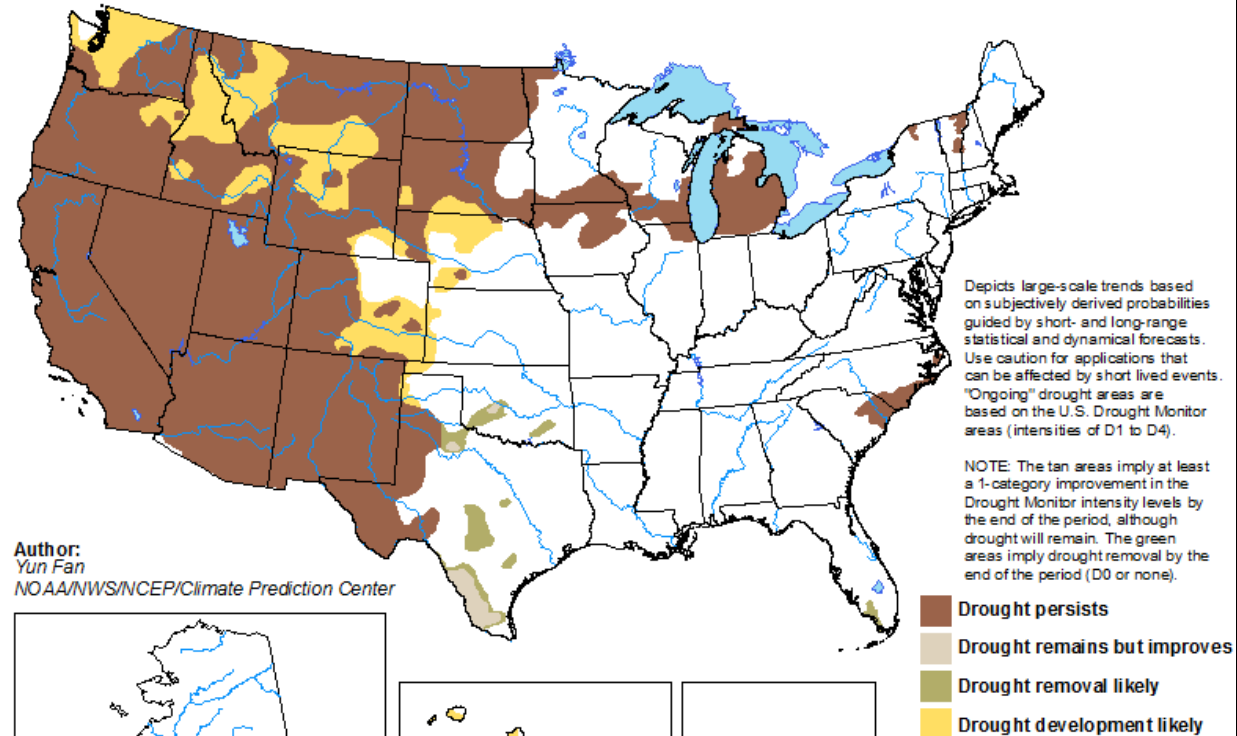 Depicts large-scale trends based
on subjectively derived probabilities
guided by short- and long-range
statistical and dynamical forecasts.
Use caution for applications that
can be affected by short lived events.
"Ongoing" drought areas are
based on the U.S. Drought Monitor
areas (intensities of D1 to D4).
NOTE: The tan areas imply at least
a 1-category improvement in the
Drought Monitor intensity levels by
the end of the period, although
drought will remain. The green
areas imply drought removal by the
end of the period (D0 or none).
Author:
Yun Fan
NOAA/NWS/NCEP/Climate Prediction Center
Drought persists
Drought remains but improves
Drought removal likely
Drought development likely